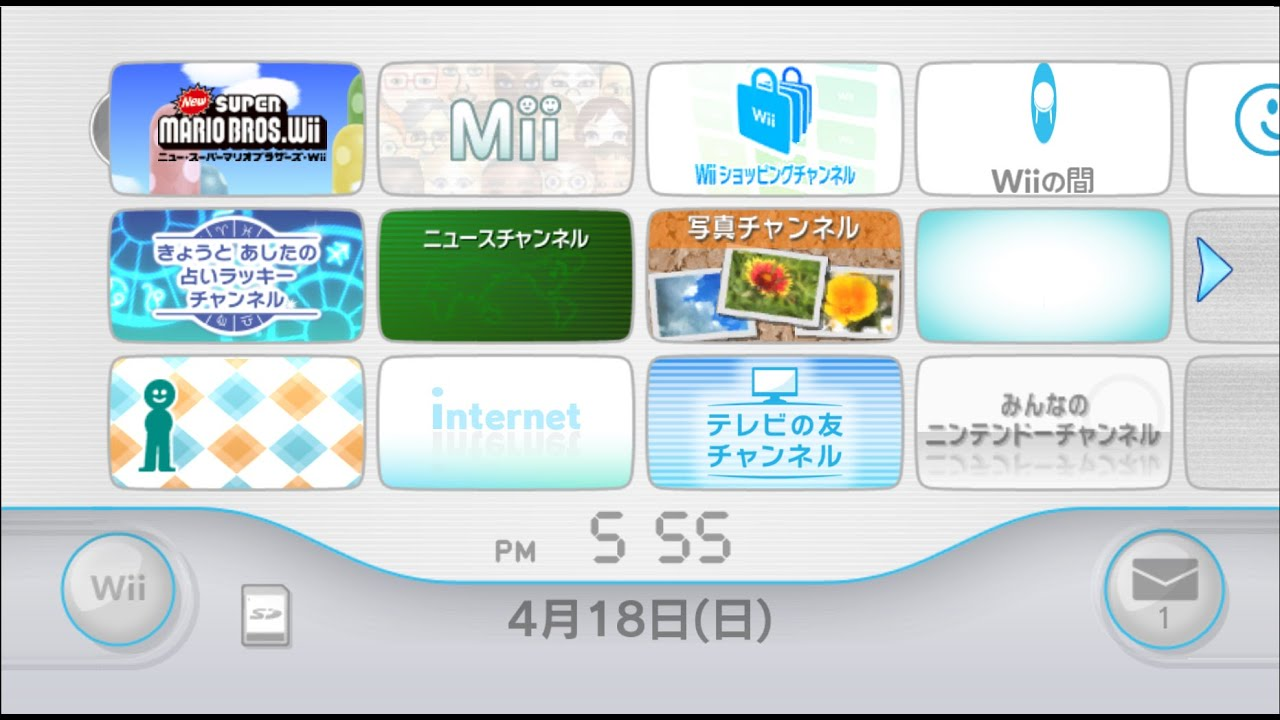 New
SUPER
MARIO BROS.Wii
ニュー・スーパーマリオブラザーズ・Wii
Mii
Wii
Wii ショッピングチャンネル
Wiiの間
きょうと あしたの
占いラッキー
チャンネル
ニュースチャンネル
写真チャンネル
internet
テレビの友
チャンネル
みんなの
ニンテンドーチャンネル
PM 5 55
4月18日(日)
Wii
SD
1